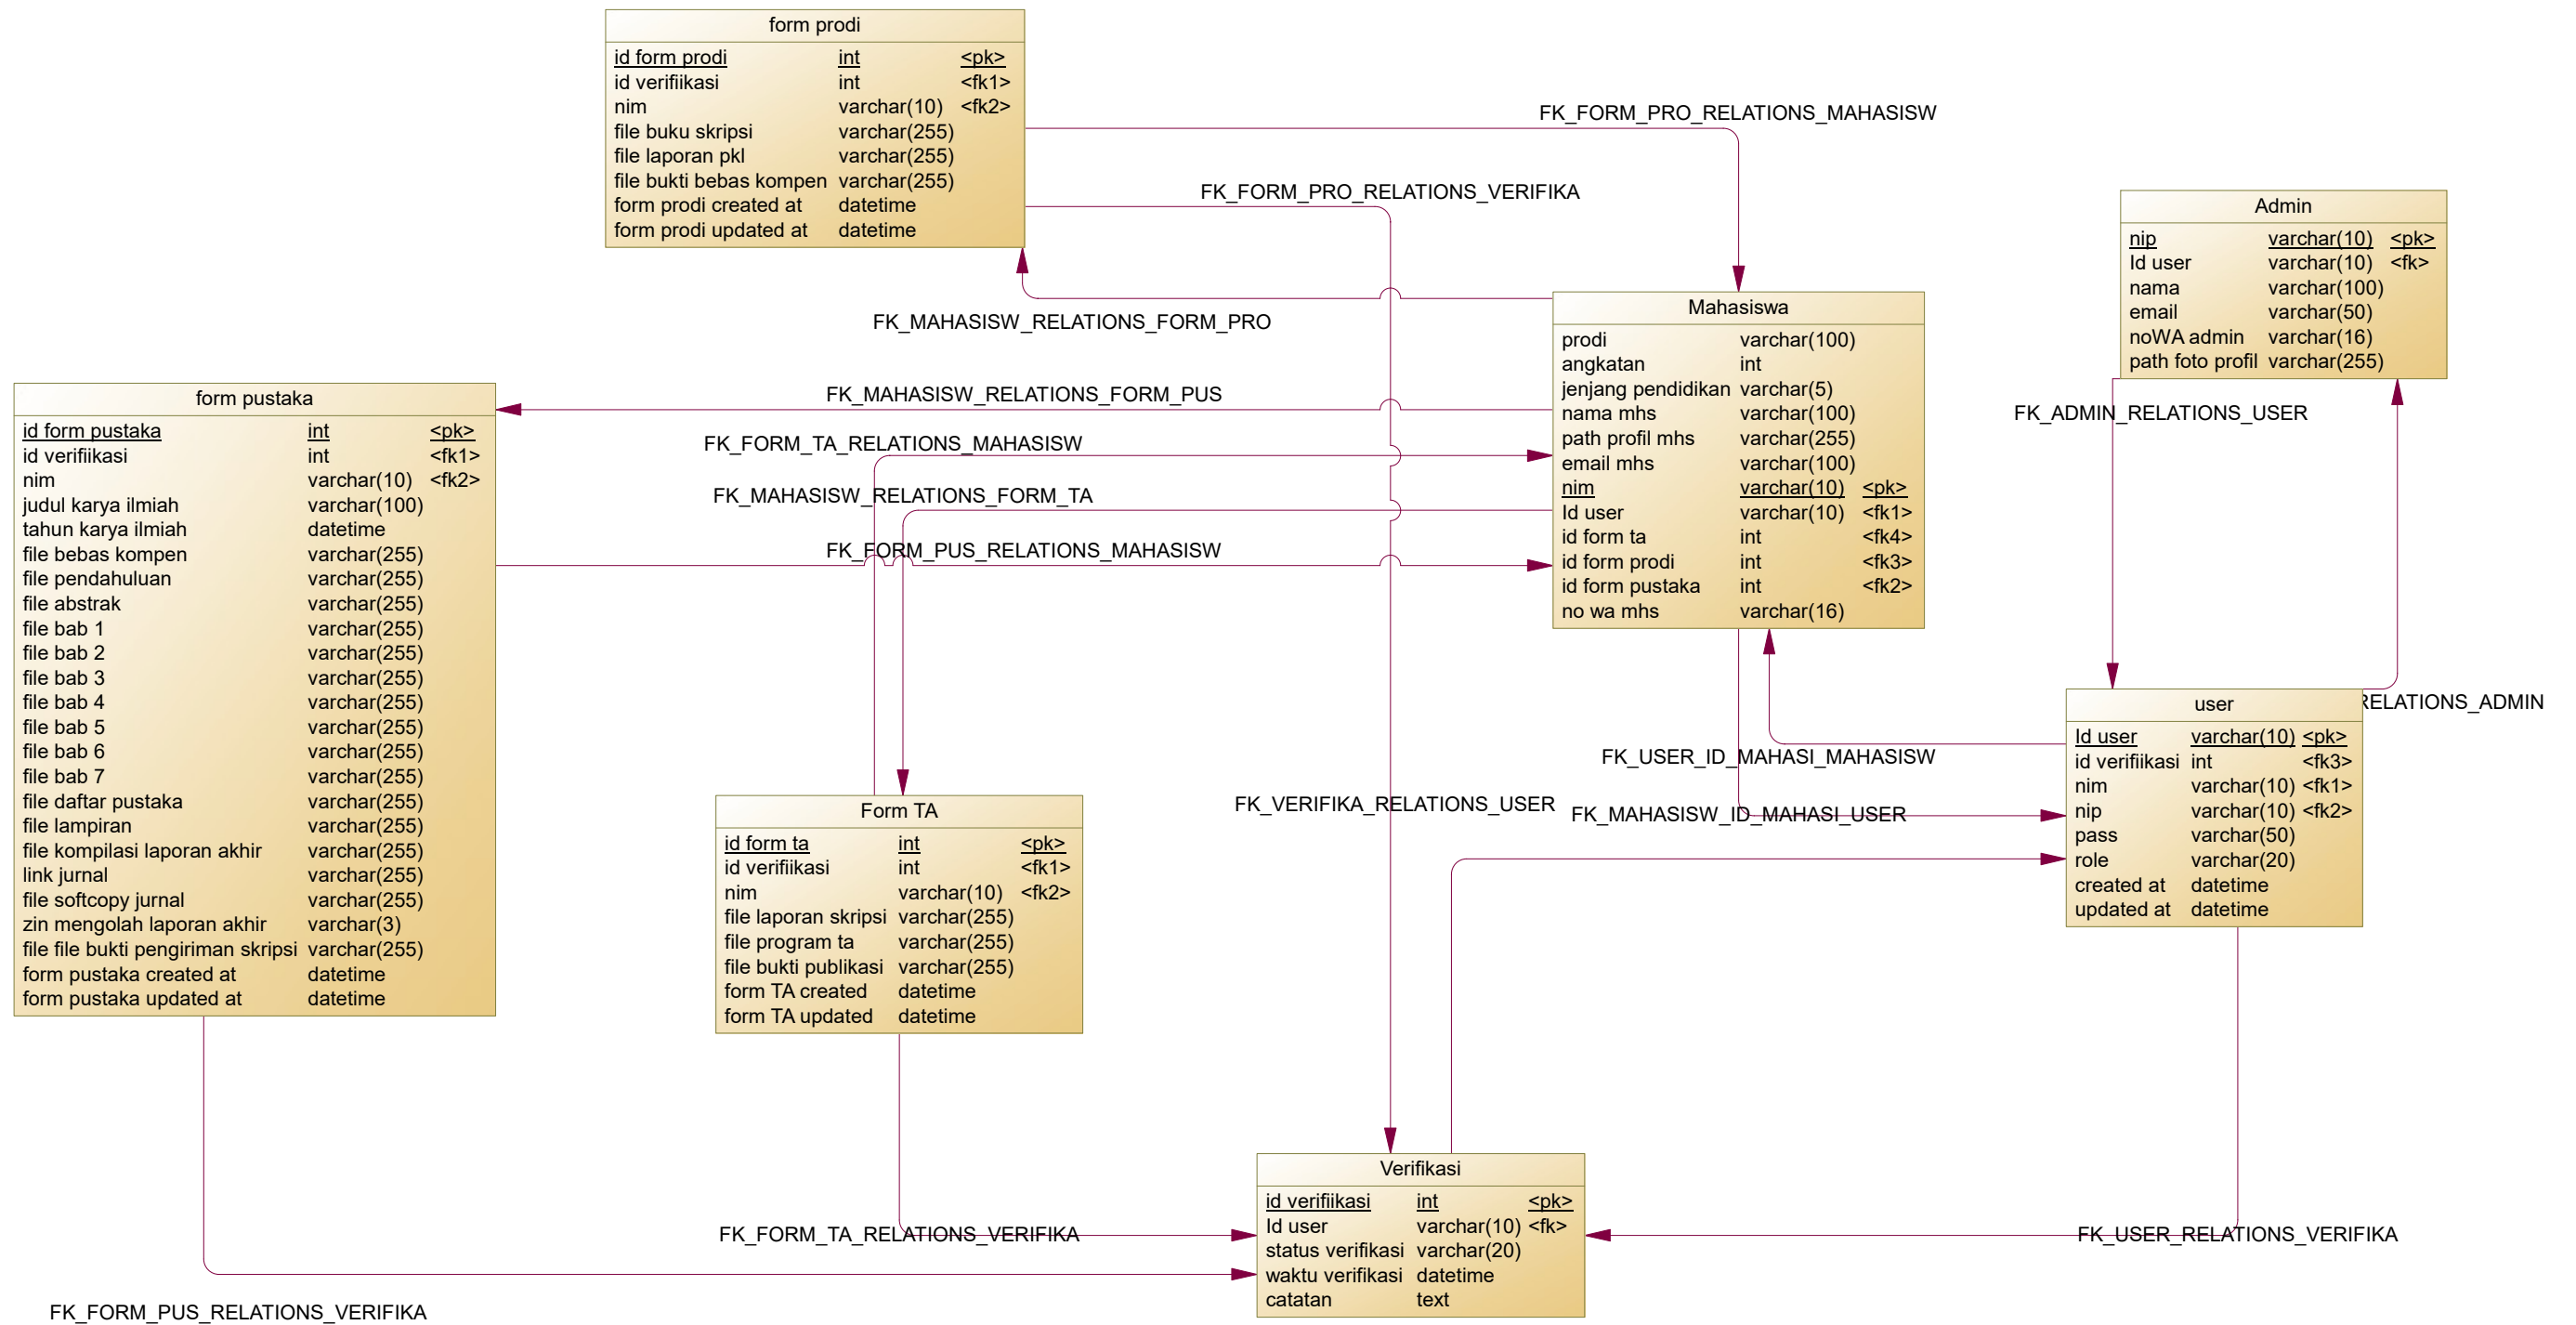 form prodi
id form prodi int <pk>
id verifiikasi int <fk1>
nim varchar(10) <fk2>
file buku skripsi varchar(255)
file laporan pkl varchar(255)
file bukti bebas kompen varchar(255)
form prodi created at datetime
form prodi updated at datetime
FK_FORM_PRO_RELATIONS_MAHASISW
FK_FORM_PRO_RELATIONS_VERIFIKA
FK_MAHASISW_RELATIONS_FORM_PRO
Admin
nip varchar(10) <pk>
Id user varchar(10) <fk>
nama varchar(100)
email varchar(50)
noWA admin varchar(16)
path foto profil varchar(255)
FK_ADMIN_RELATIONS_USER
Mahasiswa
prodi varchar(100)
angkatan int
jenjang pendidikan varchar(5)
nama mhs varchar(100)
path profil mhs varchar(255)
email mhs varchar(100)
nim varchar(10) <pk>
Id user varchar(10) <fk1>
id form ta int <fk4>
id form prodi int <fk3>
id form pustaka int <fk2>
no wa mhs varchar(16)
FK_MAHASISW_RELATIONS_FORM_PUS
FK_FORM_TA_RELATIONS_MAHASISW
FK_MAHASISW_RELATIONS_FORM_TA
FK_FORM_PUS_RELATIONS_MAHASISW
form pustaka
id form pustaka int <pk>
id verifiikasi int <fk1>
nim varchar(10) <fk2>
judul karya ilmiah varchar(100)
tahun karya ilmiah datetime
file bebas kompen varchar(255)
file pendahuluan varchar(255)
file abstrak varchar(255)
file bab 1 varchar(255)
file bab 2 varchar(255)
file bab 3 varchar(255)
file bab 4 varchar(255)
file bab 5 varchar(255)
file bab 6 varchar(255)
file bab 7 varchar(255)
file daftar pustaka varchar(255)
file lampiran varchar(255)
file kompilasi laporan akhir varchar(255)
link jurnal varchar(255)
file softcopy jurnal varchar(255)
zin mengolah laporan akhir varchar(3)
file file bukti pengiriman skripsi varchar(255)
form pustaka created at datetime
form pustaka updated at datetime
RELATIONS_ADMIN
user
Id user varchar(10) <pk>
id verifiikasi int <fk3>
nim varchar(10) <fk1>
nip varchar(10) <fk2>
pass varchar(50)
role varchar(20)
created at datetime
updated at datetime
FK_USER_ID_MAHASI_MAHASISW
FK_VERIFIKA_RELATIONS_USER
FK_MAHASISW_ID_MAHASI_USER
Form TA
id form ta int <pk>
id verifiikasi int <fk1>
nim varchar(10) <fk2>
file laporan skripsi varchar(255)
file program ta varchar(255)
file bukti publikasi varchar(255)
form TA created datetime
form TA updated datetime
Verifikasi
id verifiikasi int <pk>
Id user varchar(10) <fk>
status verifikasi varchar(20)
waktu verifikasi datetime
catatan text
FK_FORM_TA_RELATIONS_VERIFIKA
FK_USER_RELATIONS_VERIFIKA
FK_FORM_PUS_RELATIONS_VERIFIKA